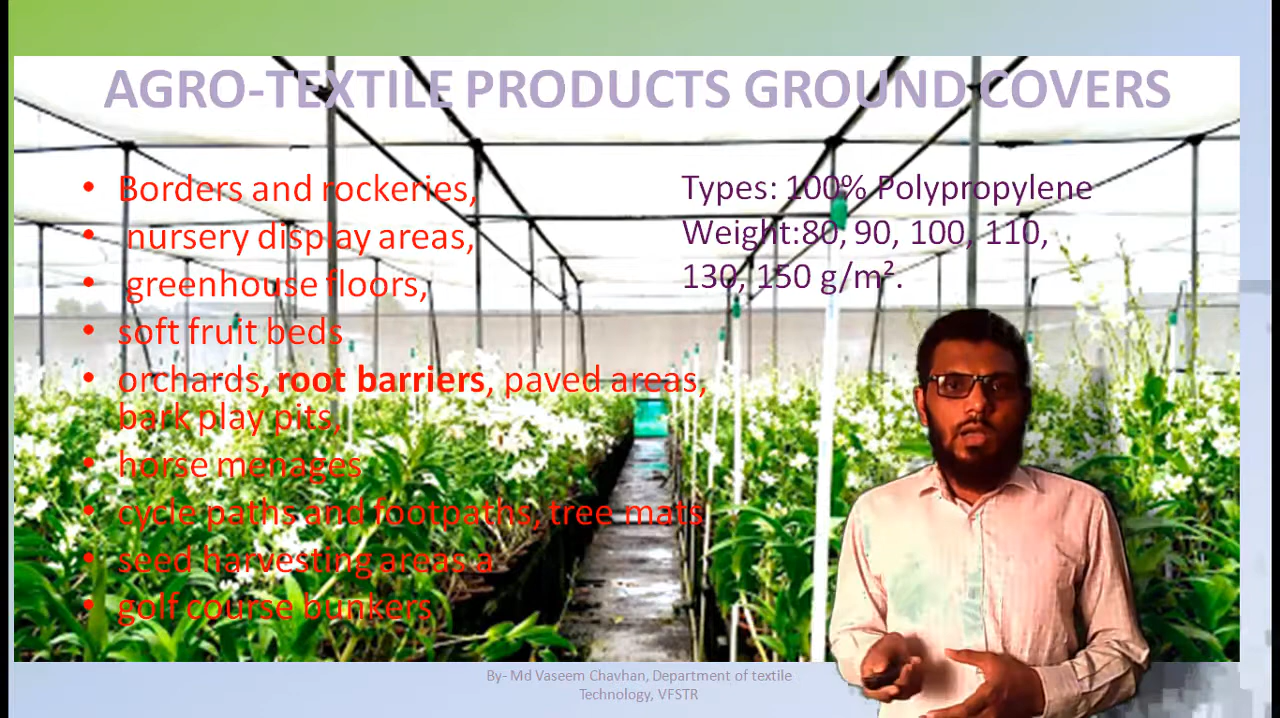 AGRO-TEXTILE PRODUCTS GROUND COVERS
• Borders and rockeries,
• nursery display areas,
• greenhouse floors,
• soft fruit beds
• orchards, root barriers, paved areas,
bark play pits,
• horse menages
• cycle paths and footpaths, tree mats
• seed harvesting areas a
• golf course bunkers
Types: 100% Polypropylene
Weight:80, 90, 100, 110,
130, 150 g/m².
By- Md Vaseem Chavhan, Department of textile
Technology, VFSTR